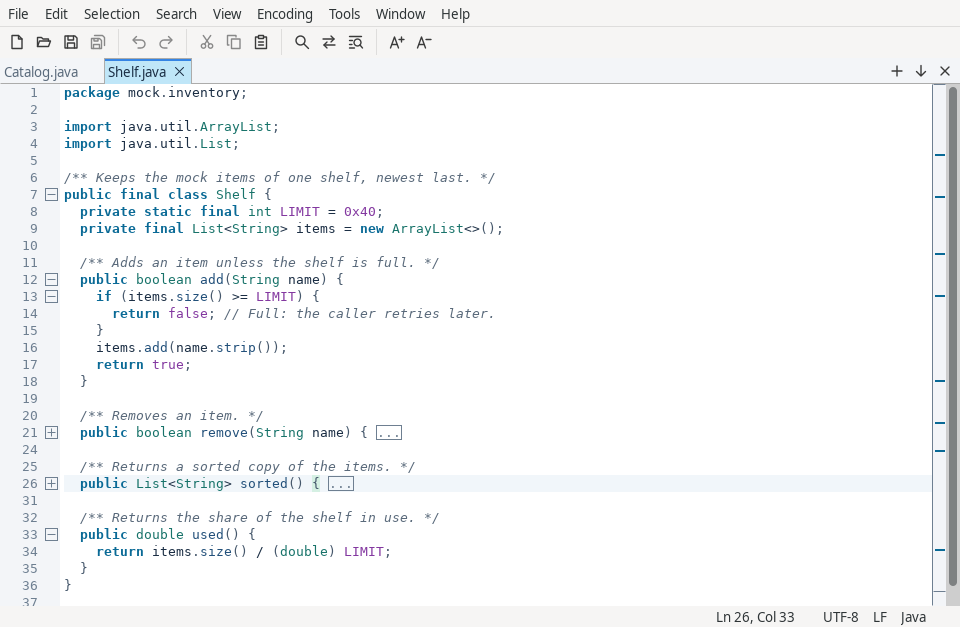 File Edit Selection Search View Encoding Tools Window Help
A+ A-
Catalog.java Shelf.java
1 package mock.inventory;
2
3 import java.util.ArrayList;
4 import java.util.List;
5
6 /** Keeps the mock items of one shelf, newest last. */
7 public final class Shelf {
8 private static final int LIMIT = 0x40;
9 private final List<String> items = new ArrayList<>();
10
11 /** Adds an item unless the shelf is full. */
12 public boolean add(String name) {
13 if (items.size() >= LIMIT) {
14 return false; // Full: the caller retries later.
15 }
16 items.add(name.strip());
17 return true;
18 }
19
20 /** Removes an item. */
21 public boolean remove(String name) { ...
24
25 /** Returns a sorted copy of the items. */
26 public List<String> sorted() { ...
31
32 /** Returns the share of the shelf in use. */
33 public double used() {
34 return items.size() / (double) LIMIT;
35 }
36 }
37
Ln 26, Col 33 UTF-8 LF Java